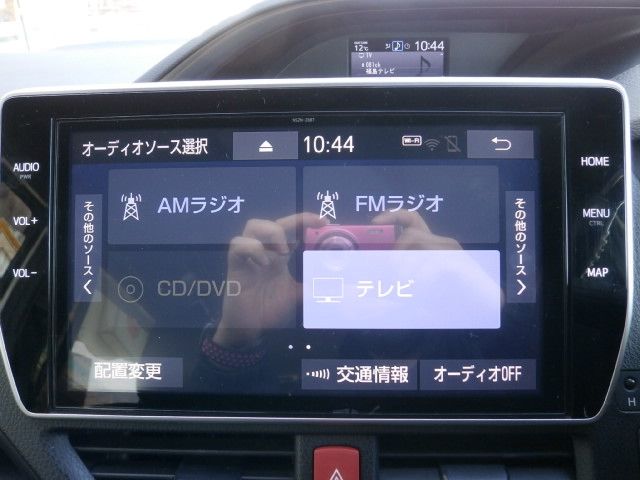 12℃ 10:44
TV
081ch
福島テレビ
オーディオソース選択 10:44 Wi-Fi
AUDIO
PWR
VOL+
VOL-
その他のソース
AMラジオ
FMラジオ
CD/DVD
テレビ
その他のソース
配置変更
交通情報
オーディオOFF
HOME
MENU
CTRL
MAP
H